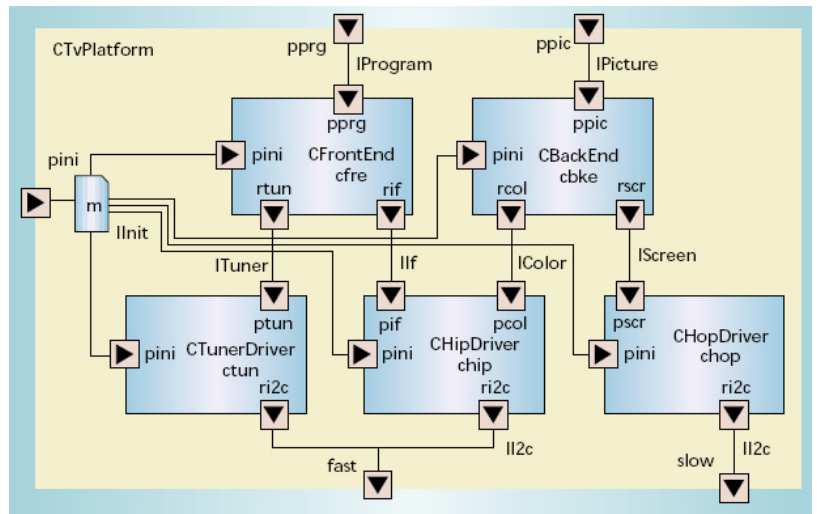 CTvPlatform
pprg
IProgram
ppic
IPicture
pprg
ppic
pini
pini
CFrontEnd
cfre
pini
CBackEnd
cbke
rtun
rif
rcol
rscr
m
IInit
ITuner
IIf
IColor
IScreen
ptun
pif
pcol
pscr
pini
CTunerDriver
ctun
pini
CHipDriver
chip
pini
CHopDriver
chop
ri2c
ri2c
ri2c
fast
II2c
slow
II2c